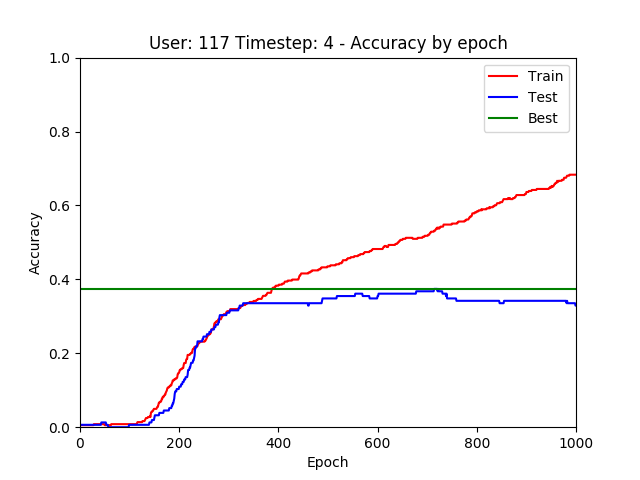 User: 117 Timestep: 4 - Accuracy by epoch
1.0
0.8
0.6
0.4
0.2
0.0
Accuracy
Train
Test
Best
0 200 400 600 800 1000
Epoch